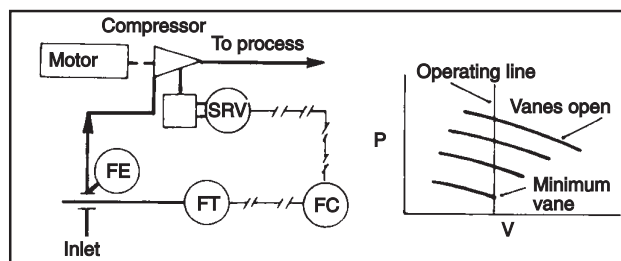 Compressor
Motor
To process
SRV
FE
FT
FC
Inlet
Operating line
Vanes open
P
Minimum
vane
V